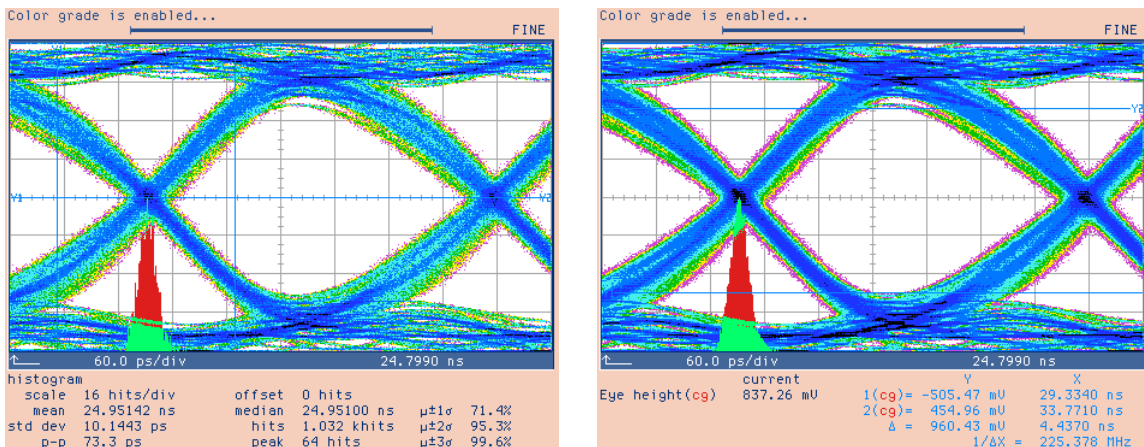 Color grade is enabled...
FINE
Y1
Y2
60.0 ps/div 24.7990 ns
histogram
scale 16 hits/div offset 0 hits
mean 24.95142 ns median 24.95100 ns µ±1σ 71.4%
std dev 10.1443 ps hits 1.032 khits µ±2σ 95.3%
p-p 73.3 ps peak 64 hits µ±3σ 99.6%
Color grade is enabled...
FINE
Y2
60.0 ps/div 24.7990 ns
current Y X
Eye height(cg) 837.26 mV 1(cg)= -505.47 mV 29.3340 ns
2(cg)= 454.96 mV 33.7710 ns
Δ = 960.43 mV 4.4370 ns
1/ΔX = 225.378 MHz